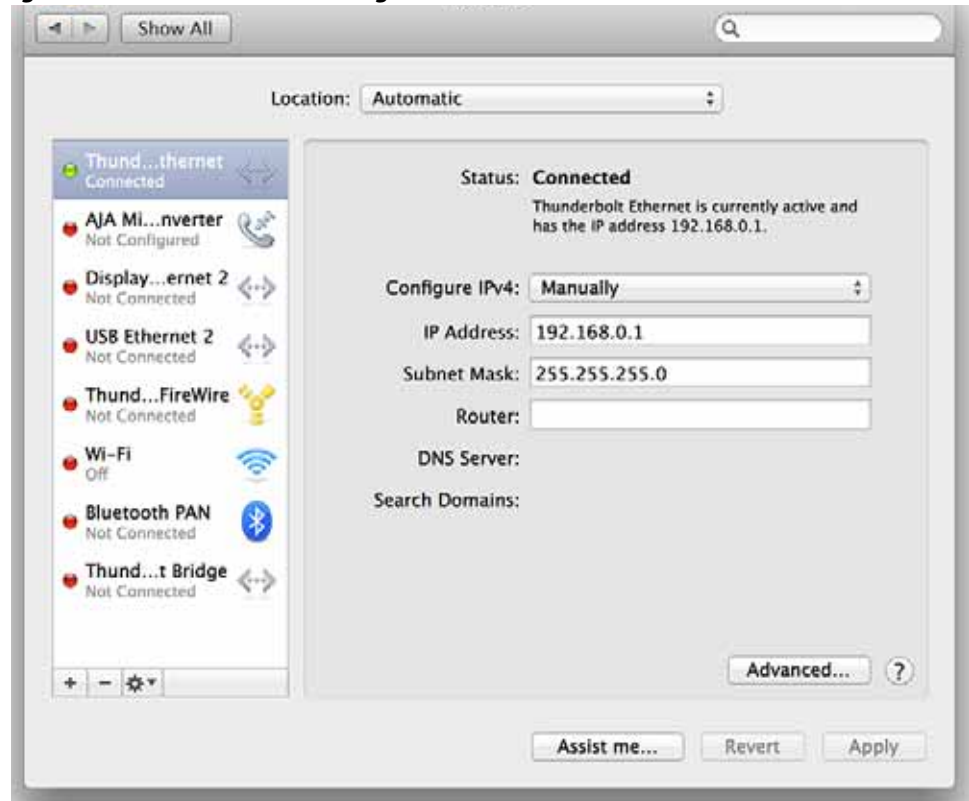 Show All
Location: Automatic
Thund...thernet
Connected
AJA Mi...nverter
Not Configured
Display...ernet 2
Not Connected
USB Ethernet 2
Not Connected
Thund...FireWire
Not Connected
Wi-Fi
Off
Bluetooth PAN
Not Connected
Thund...t Bridge
Not Connected
+ −
Status: Connected
Thunderbolt Ethernet is currently active and
has the IP address 192.168.0.1.
Configure IPv4: Manually
IP Address: 192.168.0.1
Subnet Mask: 255.255.255.0
Router:
DNS Server:
Search Domains:
Advanced... ?
Assist me... Revert Apply